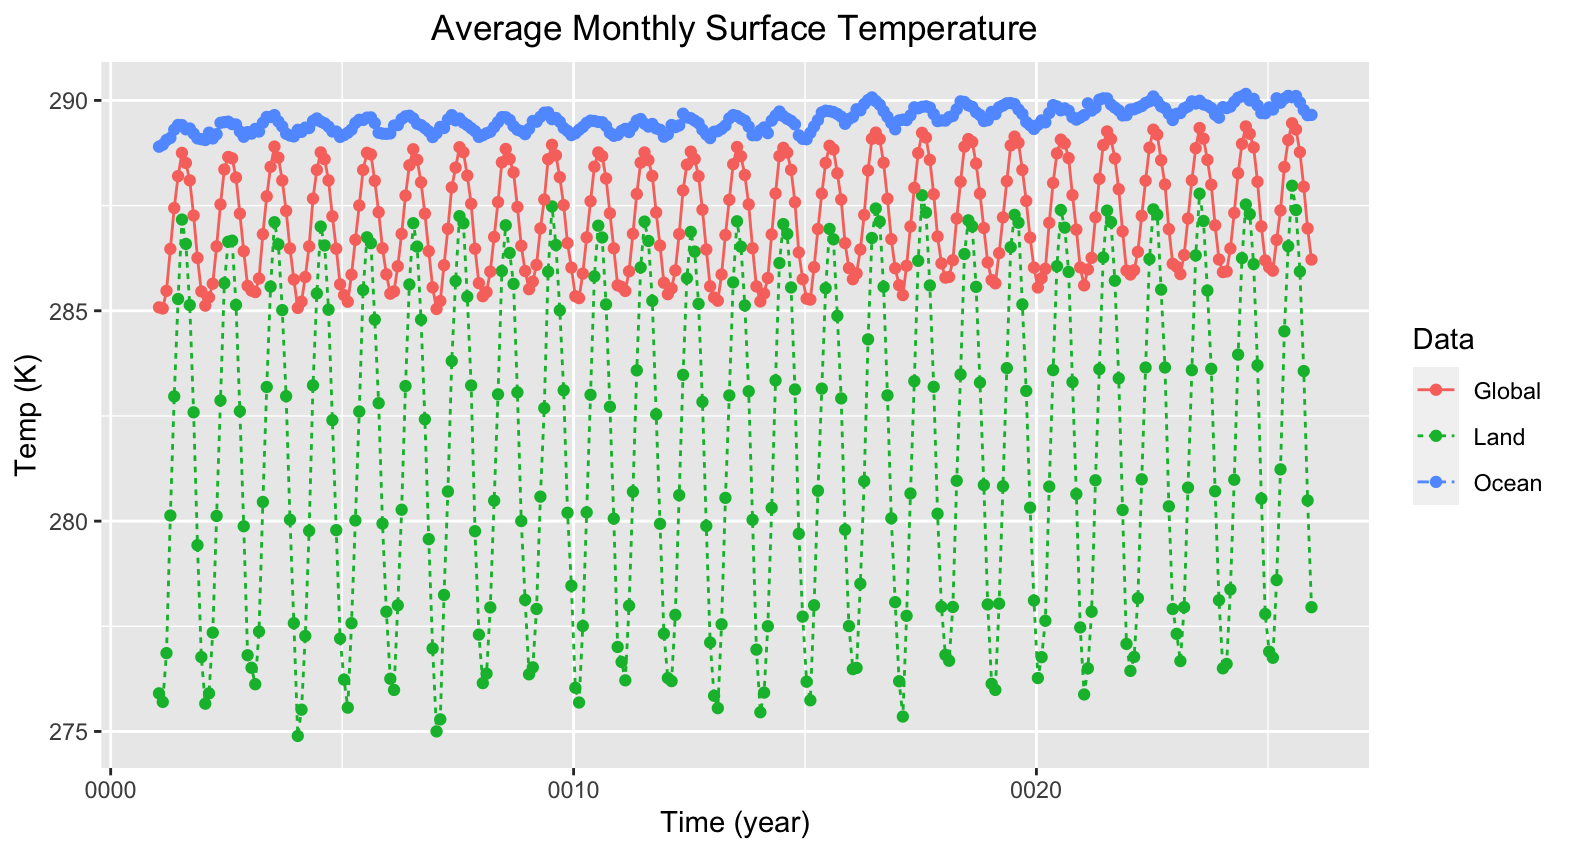 Average Monthly Surface Temperature
290
285
280
275
Temp (K)
0000
0010
0020
Time (year)
Data
Global
Land
Ocean